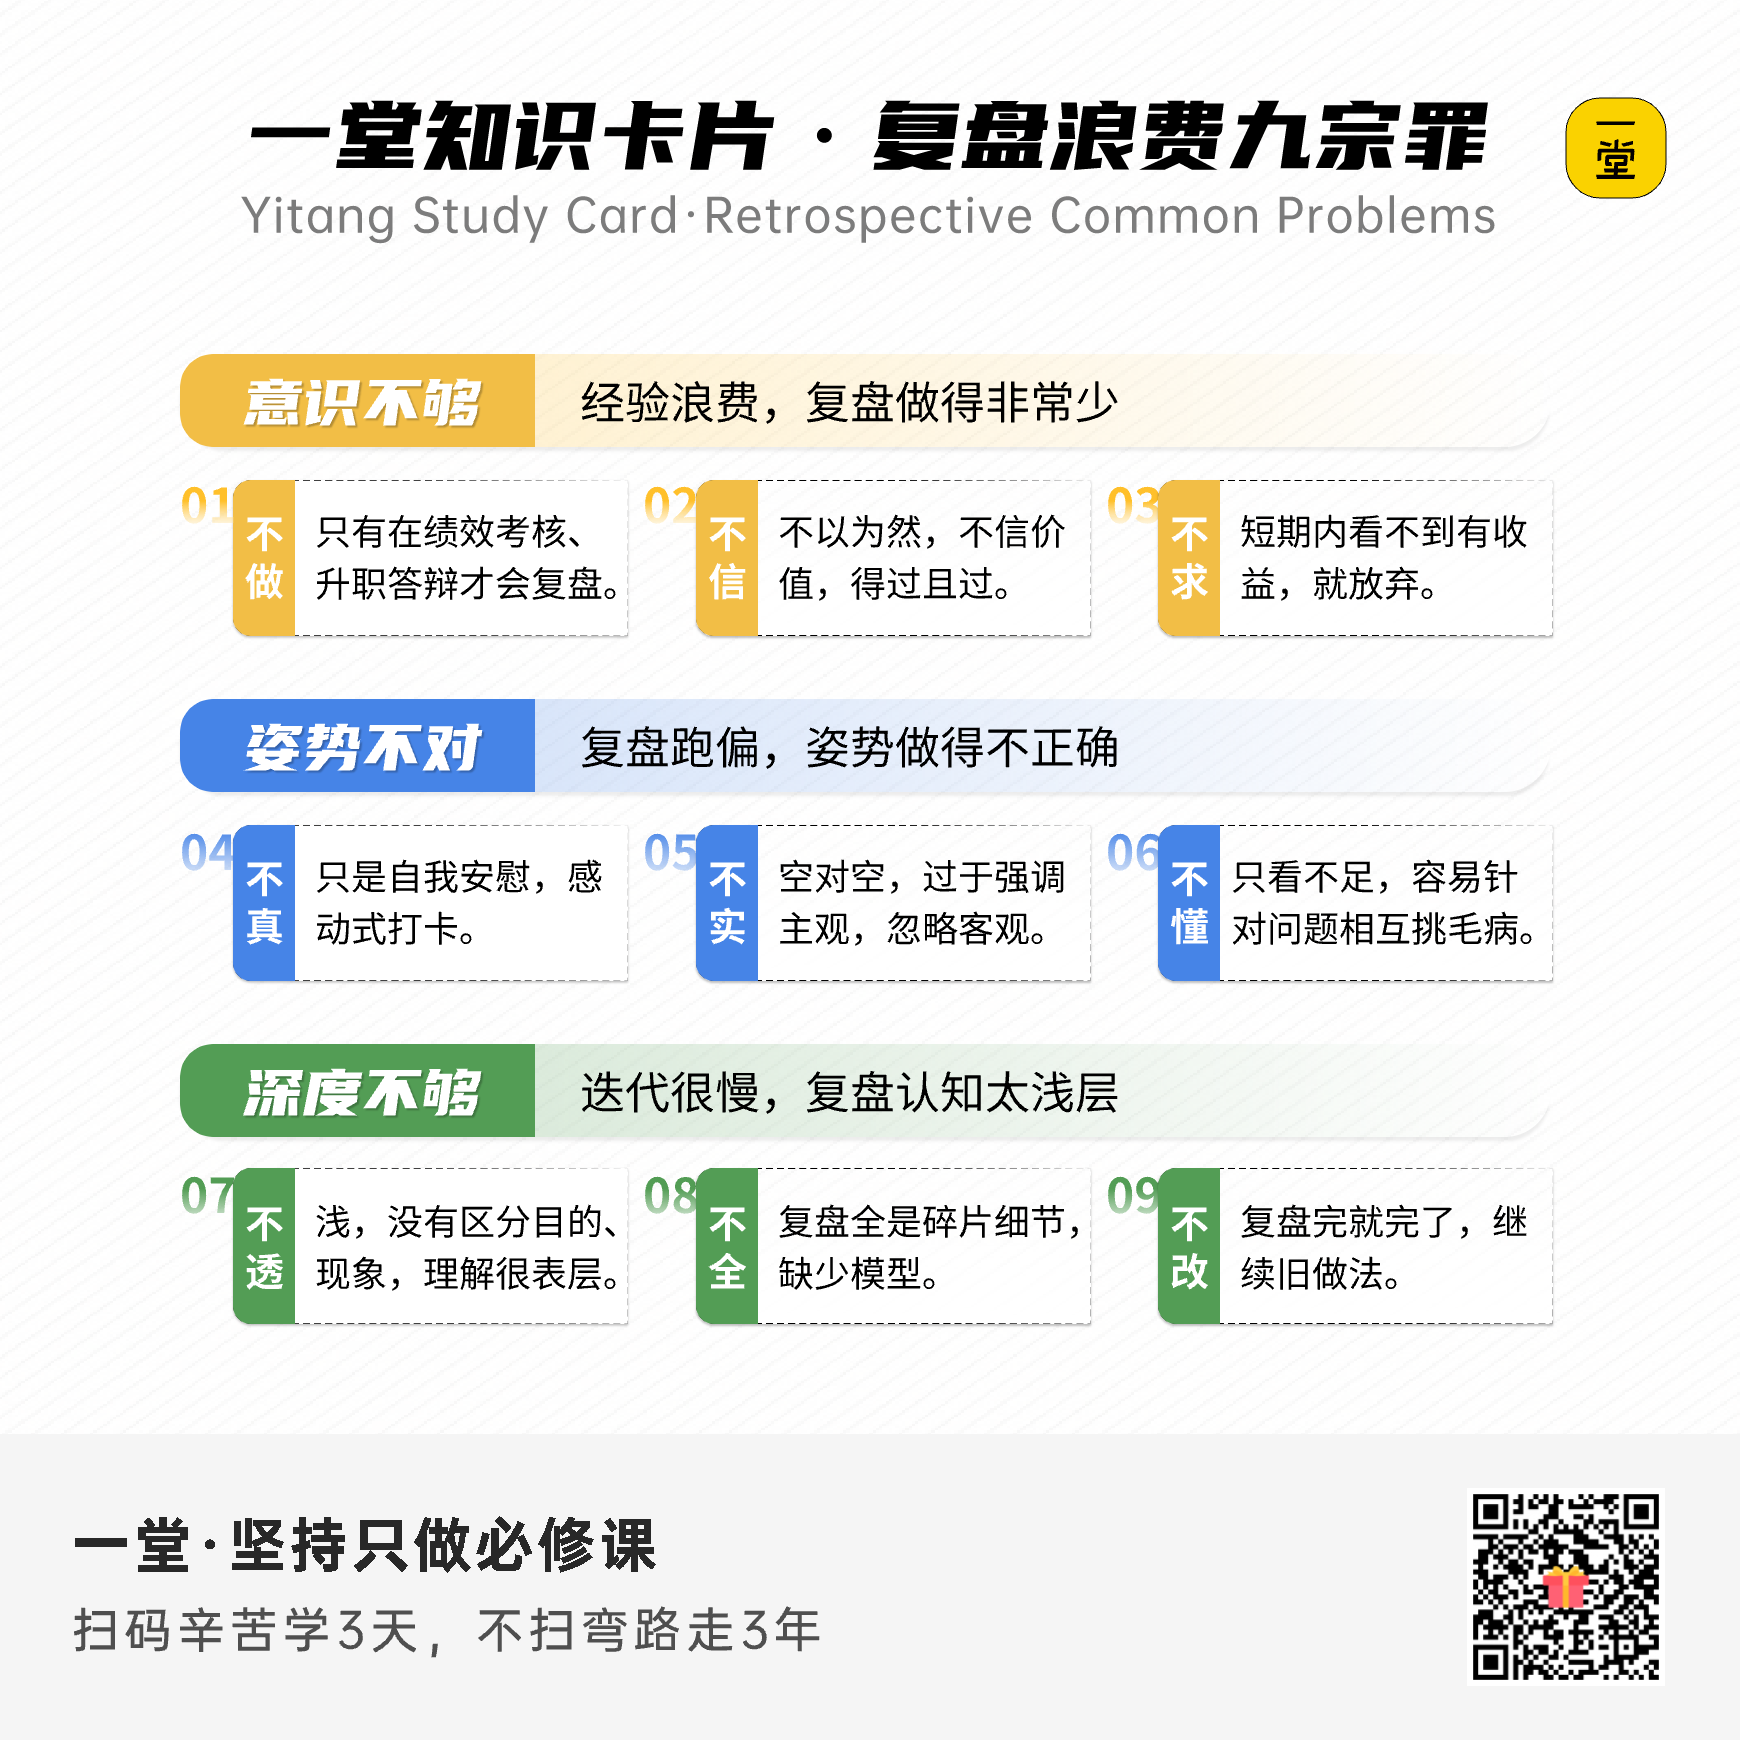 一堂知识卡片·复盘浪费九宗罪
一堂
Yitang Study Card·Retrospective Common Problems
意识不够
经验浪费，复盘做得非常少
01
不做
只有在绩效考核、
升职答辩才会复盘。
02
不信
不以为然，不信价
值，得过且过。
03
不求
短期内看不到有收
益，就放弃。
姿势不对
复盘跑偏，姿势做得不正确
04
不真
只是自我安慰，感
动式打卡。
05
不实
空对空，过于强调
主观，忽略客观。
06
不懂
只看不足，容易针
对问题相互挑毛病。
深度不够
迭代很慢，复盘认知太浅层
07
不透
浅，没有区分目的、
现象，理解很表层。
08
不全
复盘全是碎片细节，
缺少模型。
09
不改
复盘完就完了，继
续旧做法。
一堂·坚持只做必修课
扫码辛苦学3天，不扫弯路走3年